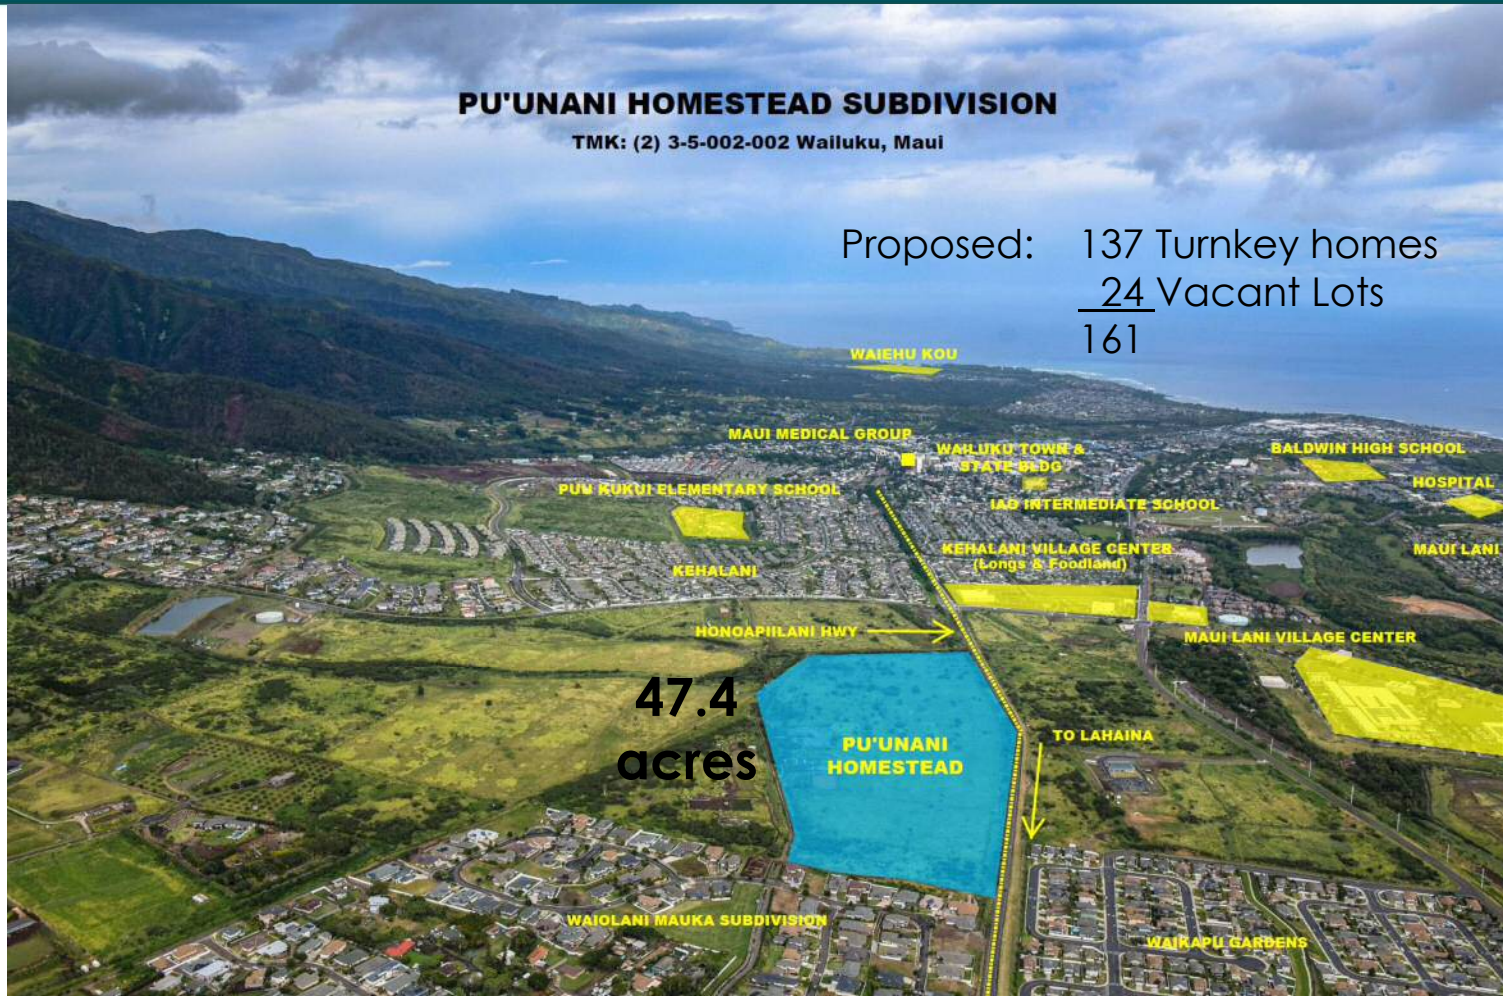 PU'UNANI HOMESTEAD SUBDIVISION
TMK: (2) 3-5-002-002 Wailuku, Maui
Proposed: 137 Turnkey homes
24 Vacant Lots
161
WAIEHU KOU
MAUI MEDICAL GROUP
WAILUKU TOWN &
STATE BLDG
BALDWIN HIGH SCHOOL
HOSPITAL
PUU KUKUI ELEMENTARY SCHOOL
IAO INTERMEDIATE SCHOOL
KEHALANI VILLAGE CENTER
(Longs & Foodland)
MAUI LANI
KEHALANI
HONOAPIILANI HWY
MAUI LANI VILLAGE CENTER
47.4
acres
PU'UNANI
HOMESTEAD
TO LAHAINA
WAIOLANI MAUKA SUBDIVISION
WAIKAPU GARDENS